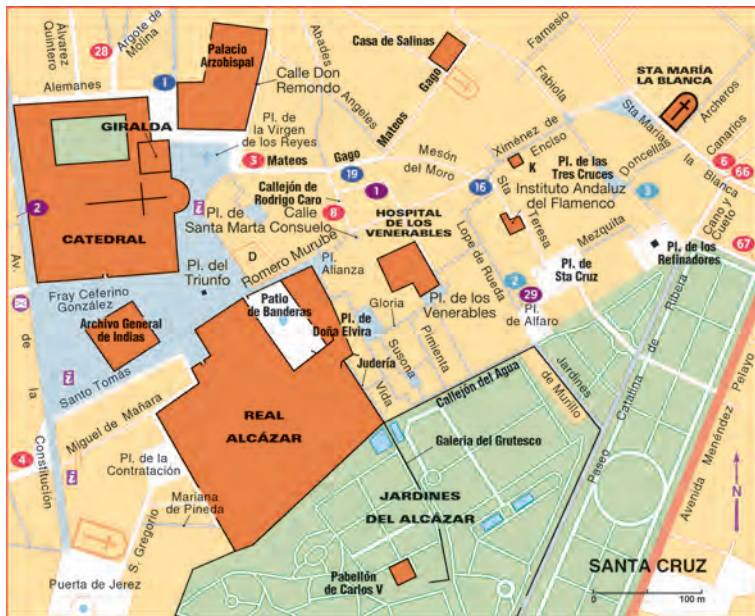 Álvarez
Quintero
28
Argote de
Molina
Alemanes
1
Palacio
Arzobispal
Abades
Casa de Salinas
Farnesio
Fabiola
STA MARÍA
LA BLANCA
Archeros
Canarios
Calle Don
Remondo
Angeles
Mateos
Gago
GIRALDA
Pl. de
la Virgen
de los Reyes
3
Mateos
Gago
19
Mesón
del Moro
Ximénez de
Enciso
K
Pl. de las
Tres Cruces
Sta María
la Blanca
Doncellas
6
66
3
2
CATEDRAL
i
Callejón de
Rodrigo Caro
1
16
Sta
Teresa
Instituto Andaluz
del Flamenco
Cano y
Cueto
67
Pl. de
Santa Marta
Calle
Consuelo
8
HOSPITAL
DE LOS
VENERABLES
Lope de Rueda
Mezquita
Pl. de los
Refinadores
Pl. del
Triunfo
D
Romero Murube
Pl.
Alianza
2
29
Pl. de
Sta Cruz
Pl.
de Alfaro
Av.
de la
Constitución
Fray Ceferino
González
Archivo General
de Indias
Patio
de Banderas
Pl. de
Doña Elvira
Gloria
Pl. de los
Venerables
Judería
Susona
Pimienta
Vida
Callejón del Agua
Jardines
de Murillo
Paseo Catalina de Ribera
Avenida Menéndez Pelayo
i
Santo Tomás
Miguel de Mañara
REAL
ALCÁZAR
Galeria del Grutesco
4
Pl. de la
Contratación
i
Mariana
de Pineda
S. Gregorio
JARDINES
DEL ALCÁZAR
N
Puerta de Jerez
Pabellón
de Carlos V
SANTA CRUZ
0 100 m